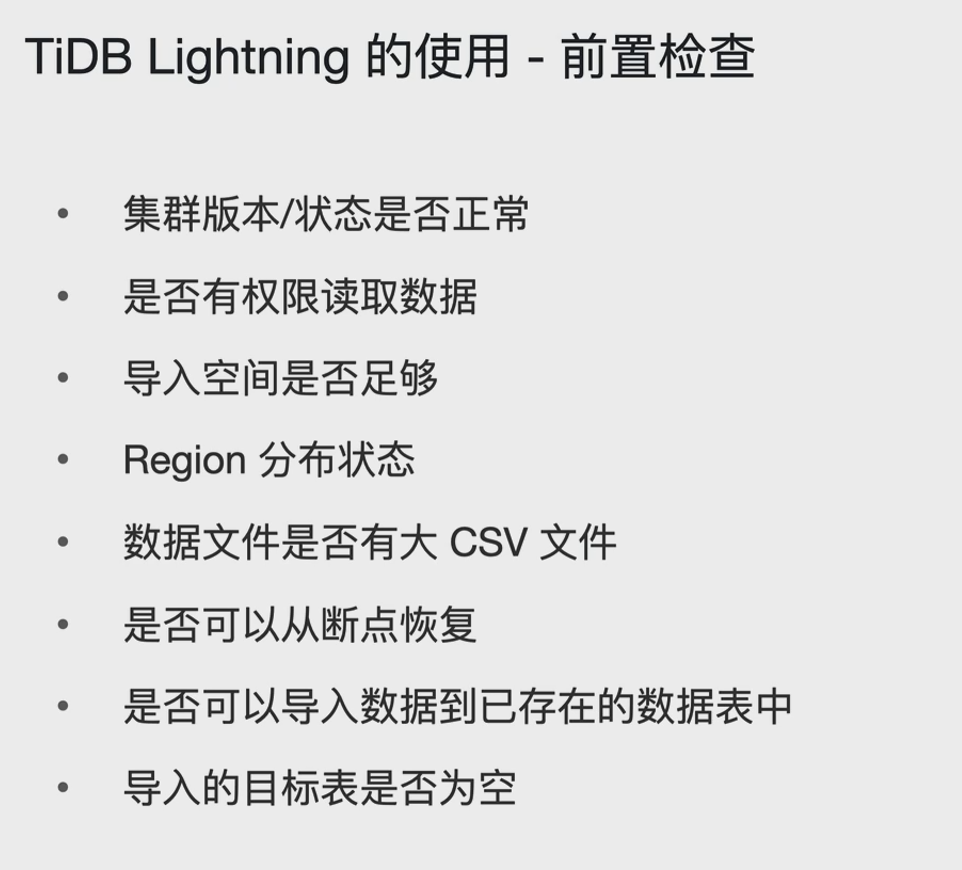 TiDB Lightning 的使用 - 前置检查
• 集群版本/状态是否正常
• 是否有权限读取数据
• 导入空间是否足够
• Region 分布状态
• 数据文件是否有大 CSV 文件
• 是否可以从断点恢复
• 是否可以导入数据到已存在的数据表中
• 导入的目标表是否为空